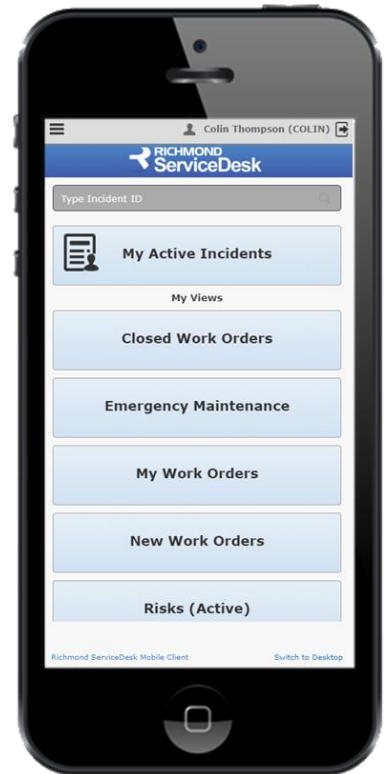 Colin Thompson (COLIN)
RICHMOND
ServiceDesk
Type Incident ID
My Active Incidents
My Views
Closed Work Orders
Emergency Maintenance
My Work Orders
New Work Orders
Risks (Active)
Richmond ServiceDesk Mobile Client Switch to Desktop